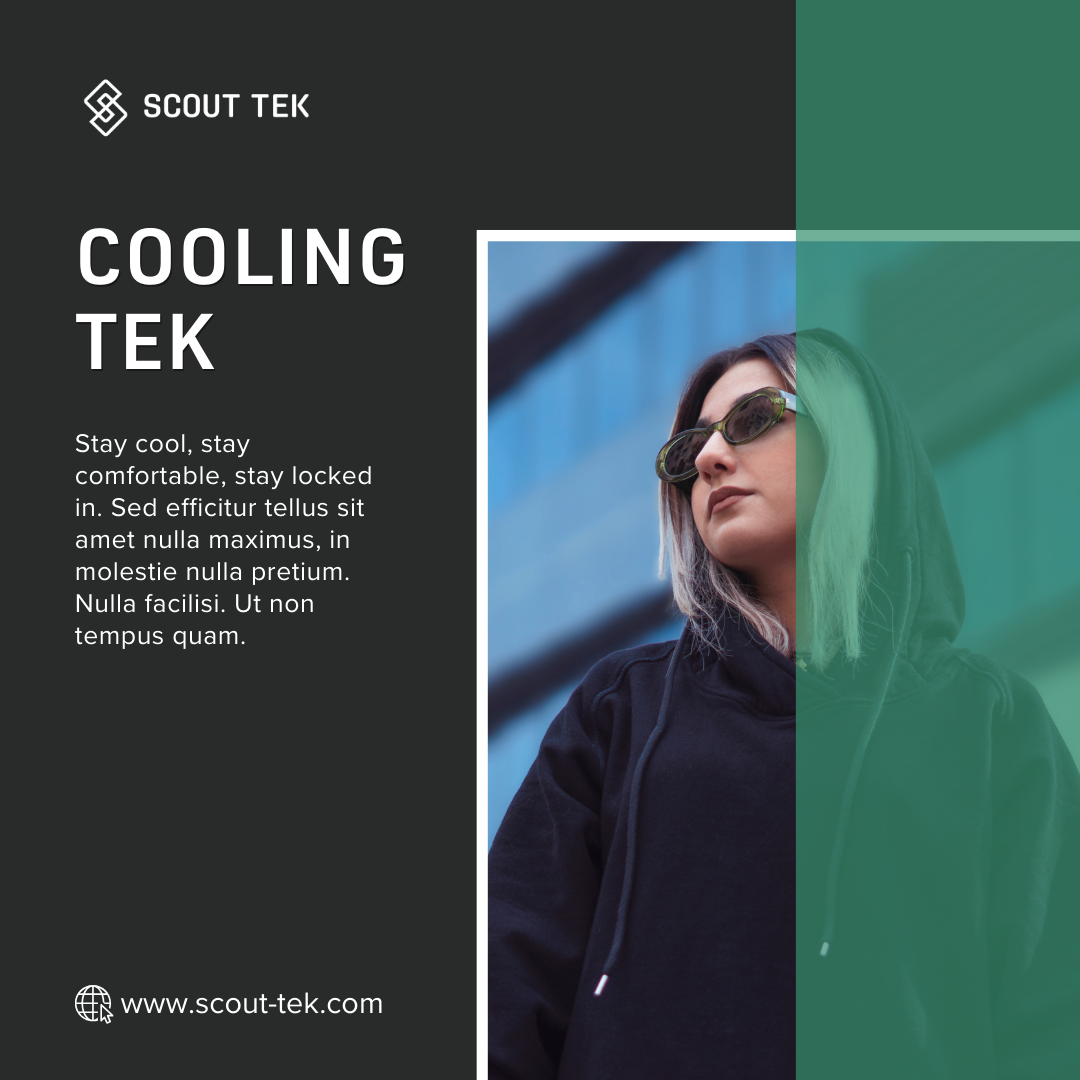 SCOUT TEK
COOLING
TEK
Stay cool, stay
comfortable, stay locked
in. Sed efficitur tellus sit
amet nulla maximus, in
molestie nulla pretium.
Nulla facilisi. Ut non
tempus quam.
www.scout-tek.com